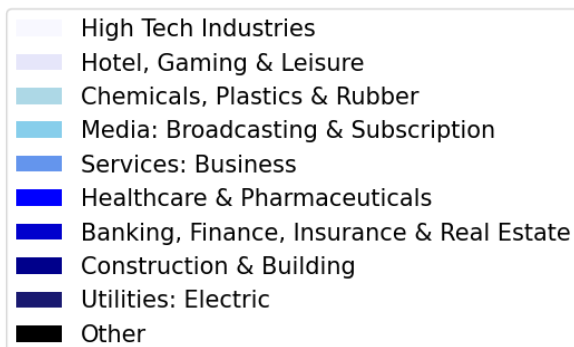 High Tech Industries
Hotel, Gaming & Leisure
Chemicals, Plastics & Rubber
Media: Broadcasting & Subscription
Services: Business
Healthcare & Pharmaceuticals
Banking, Finance, Insurance & Real Estate
Construction & Building
Utilities: Electric
Other